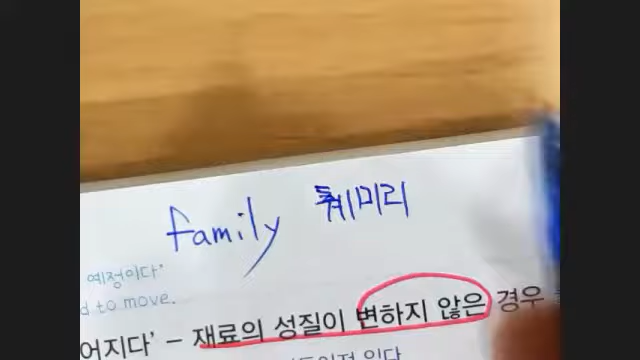 family 퉤미리
예정이다'
d to move.
어지다' – 재료의 성질이 변하지 않은 경우